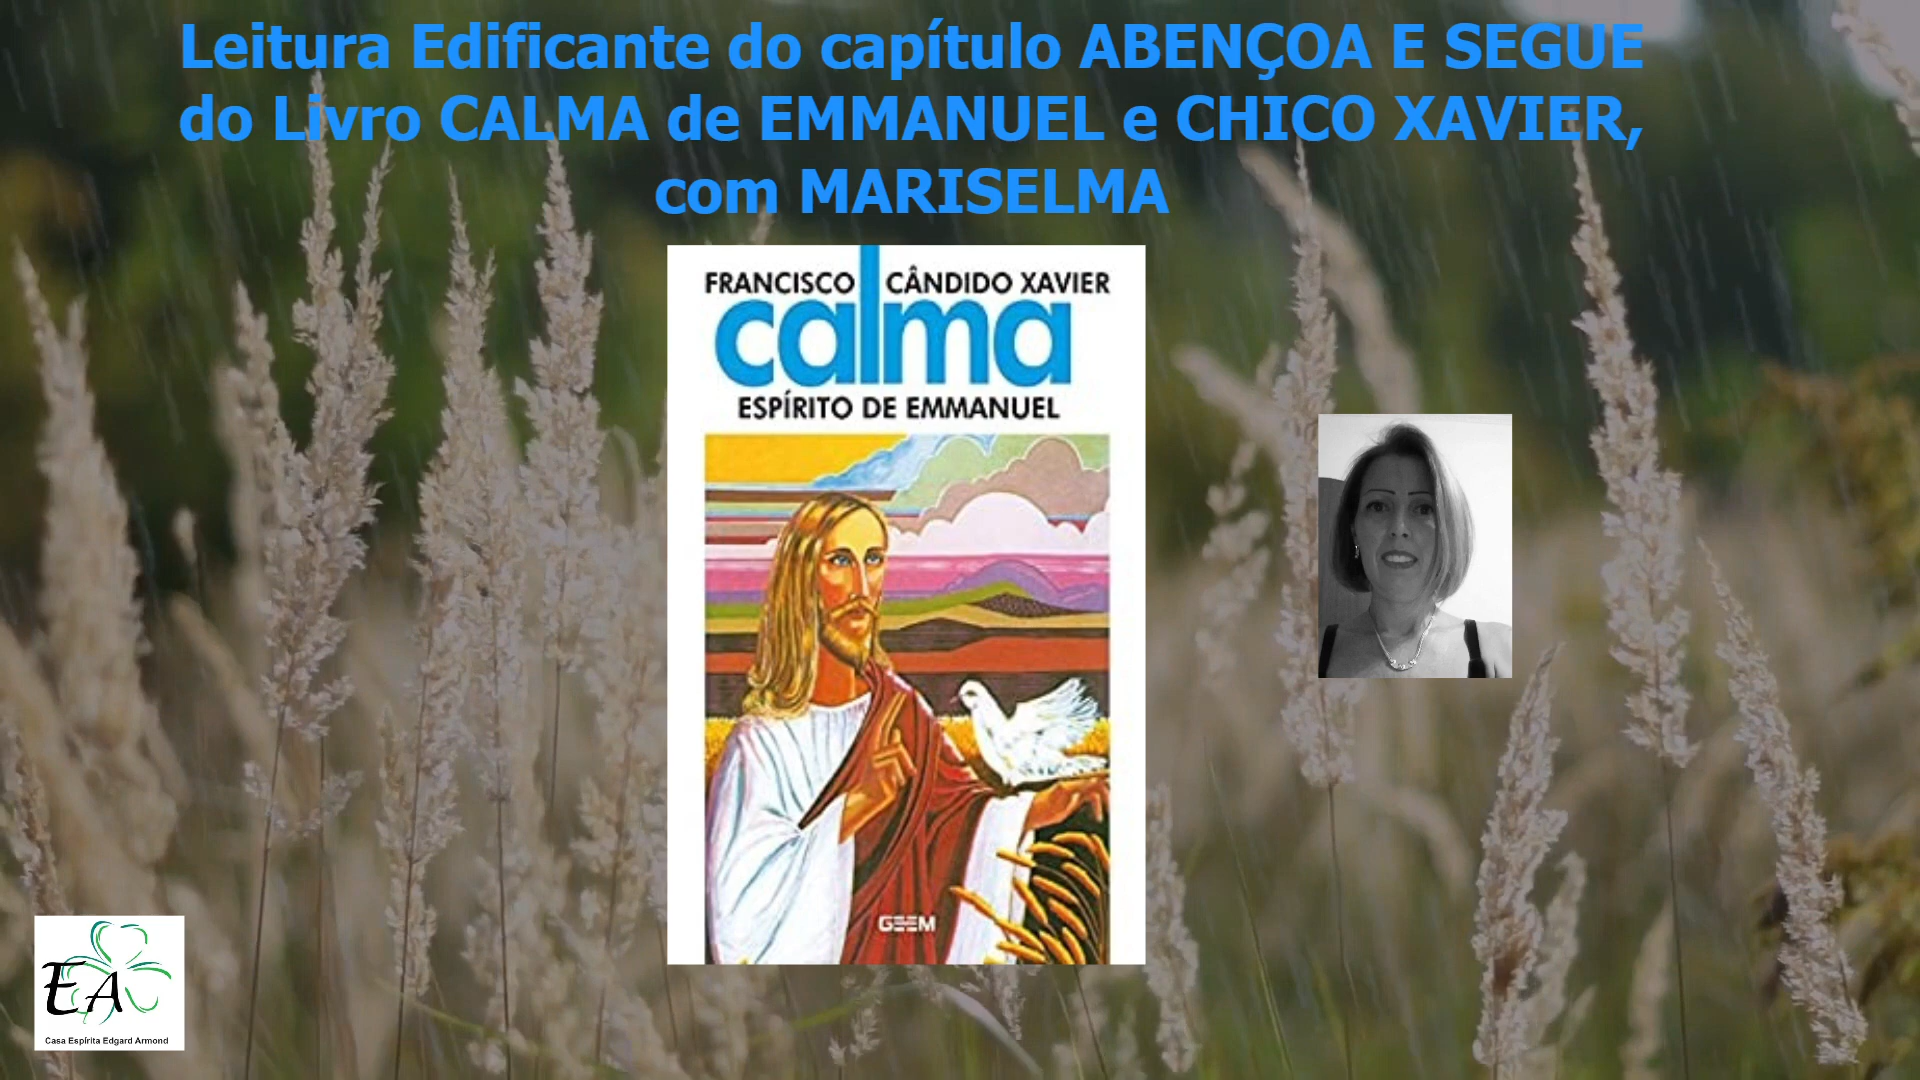 Leitura Edificante do capítulo ABENÇOA E SEGUE
do Livro CALMA de EMMANUEL e CHICO XAVIER,
com MARISELMA
FRANCISCO CÂNDIDO XAVIER
calma
ESPÍRITO DE EMMANUEL
GEEM
EA
Casa Espírita Edgard Armond